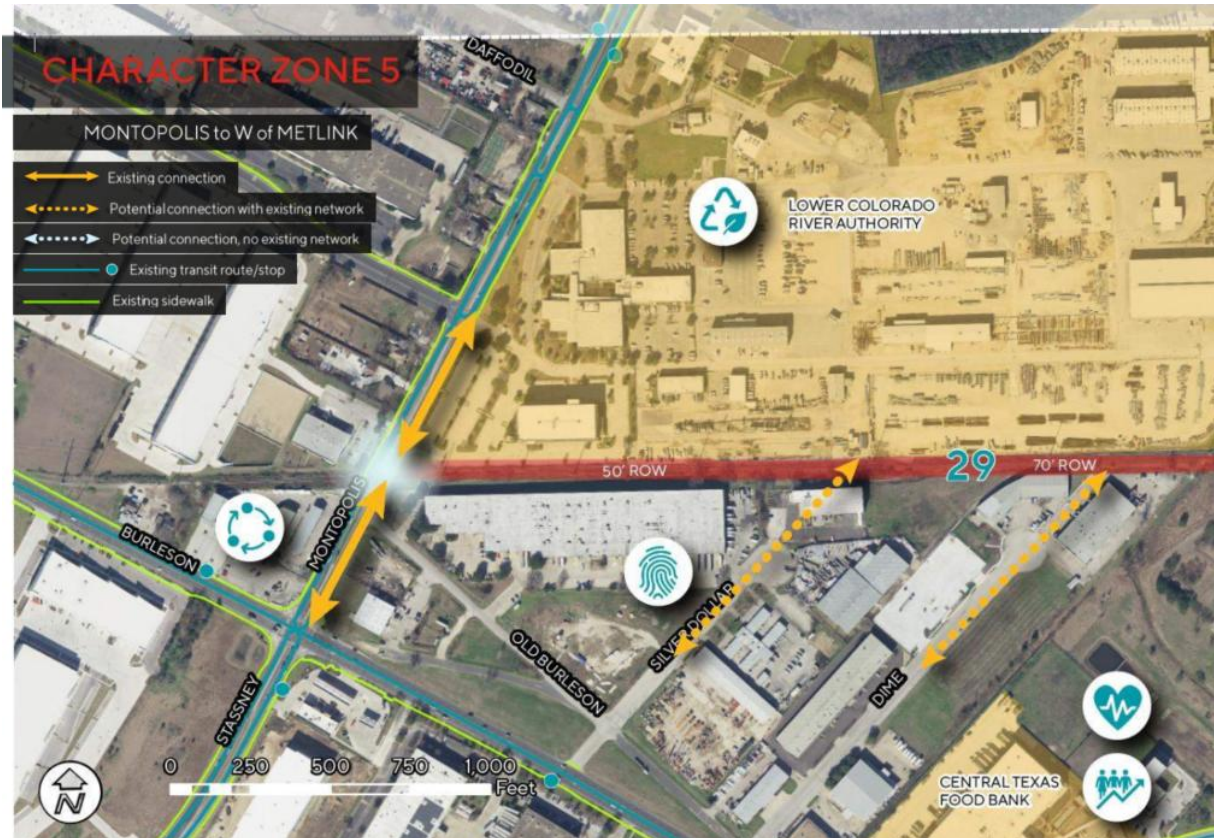 CHARACTER ZONE 5
MONTOPOLIS to W of METLINK
Existing connection
Potential connection with existing network
Potential connection, no existing network
Existing transit route/stop
Existing sidewalk
DAFFODIL
LOWER COLORADO
RIVER AUTHORITY
50' ROW
29
70' ROW
MONTOPOLIS
BURLESON
OLD BURLESON
SILVER DOLLAR
DIME
STASSNEY
0 250 500 750 1,000
Feet
N
CENTRAL TEXAS
FOOD BANK